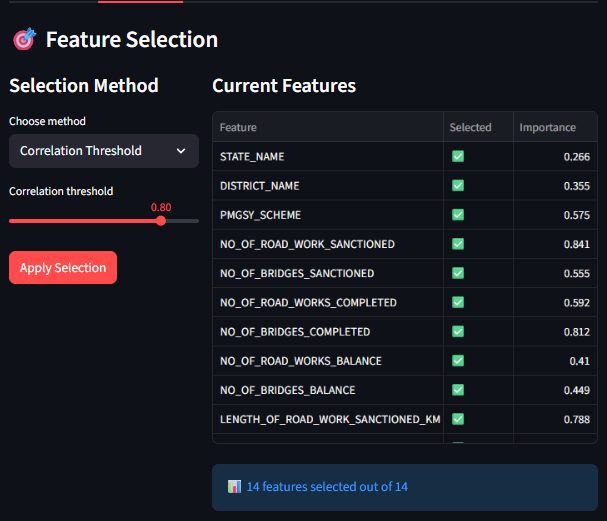 Feature Selection
Selection Method
Choose method
Correlation Threshold
Correlation threshold
0.80
Apply Selection
Current Features
Feature Selected Importance
STATE_NAME 0.266
DISTRICT_NAME 0.355
PMGSY_SCHEME 0.575
NO_OF_ROAD_WORK_SANCTIONED 0.841
NO_OF_BRIDGES_SANCTIONED 0.555
NO_OF_ROAD_WORKS_COMPLETED 0.592
NO_OF_BRIDGES_COMPLETED 0.812
NO_OF_ROAD_WORKS_BALANCE 0.41
NO_OF_BRIDGES_BALANCE 0.449
LENGTH_OF_ROAD_WORK_SANCTIONED_KM 0.788
14 features selected out of 14